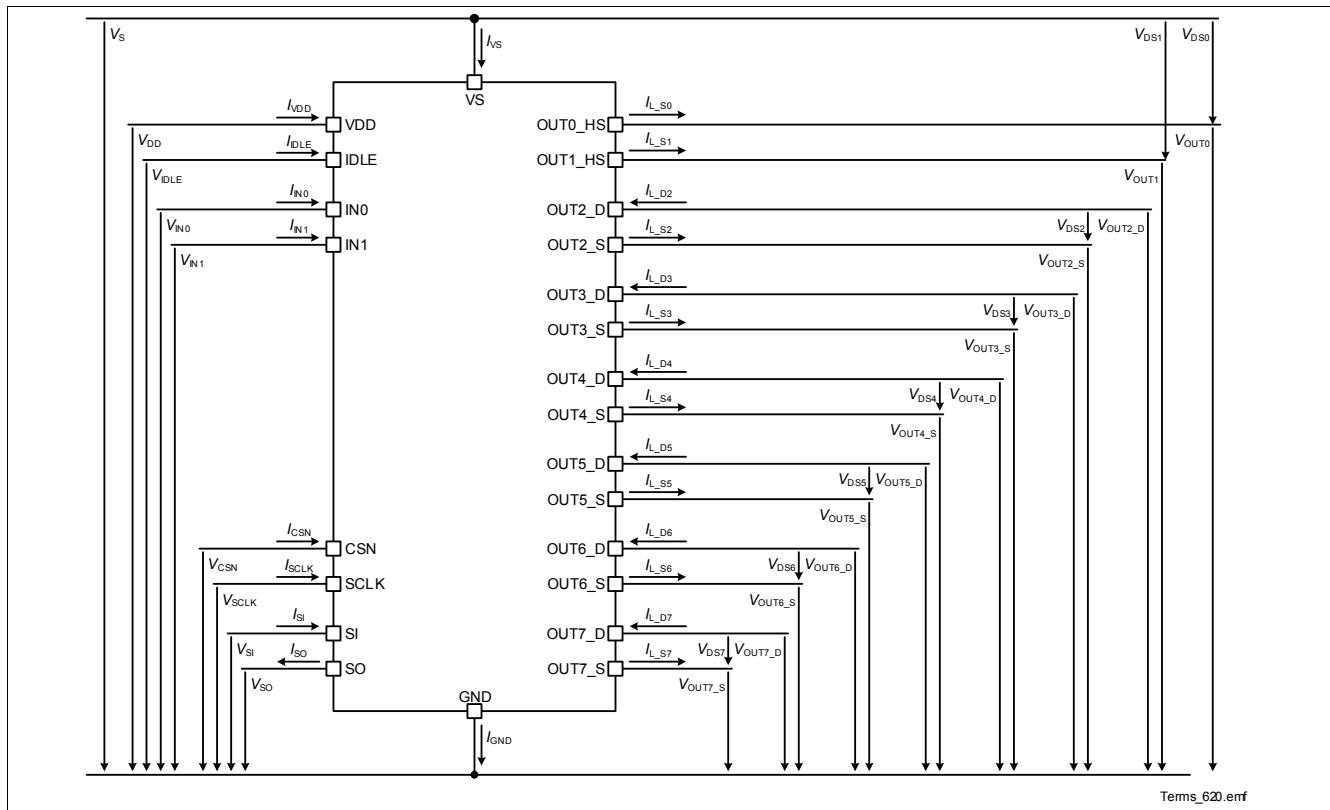 VS
IVS
VDS1
VDS0
VS
IVDD
VDD
IL_S0
OUT0_HS
VDD
IIDLE
IDLE
IL_S1
OUT1_HS
VOUT0
VIDLE
VOUT1
IIN0
IN0
IL_D2
OUT2_D
VIN0
IIN1
IN1
IL_S2
OUT2_S
VDS2
VOUT2_D
VIN1
VOUT2_S
IL_D3
OUT3_D
IL_S3
OUT3_S
VDS3
VOUT3_D
VOUT3_S
IL_D4
OUT4_D
IL_S4
OUT4_S
VDS4
VOUT4_D
VOUT4_S
IL_D5
OUT5_D
IL_S5
OUT5_S
VDS5
VOUT5_D
VOUT5_S
ICSN
CSN
IL_D6
OUT6_D
VCSN
ISCLK
SCLK
IL_S6
OUT6_S
VDS6
VOUT6_D
VSCLK
VOUT6_S
ISI
SI
IL_D7
OUT7_D
VSI
ISO
SO
IL_S7
OUT7_S
VDS7
VOUT7_D
VSO
VOUT7_S
GND
IGND
Terms_620.emf